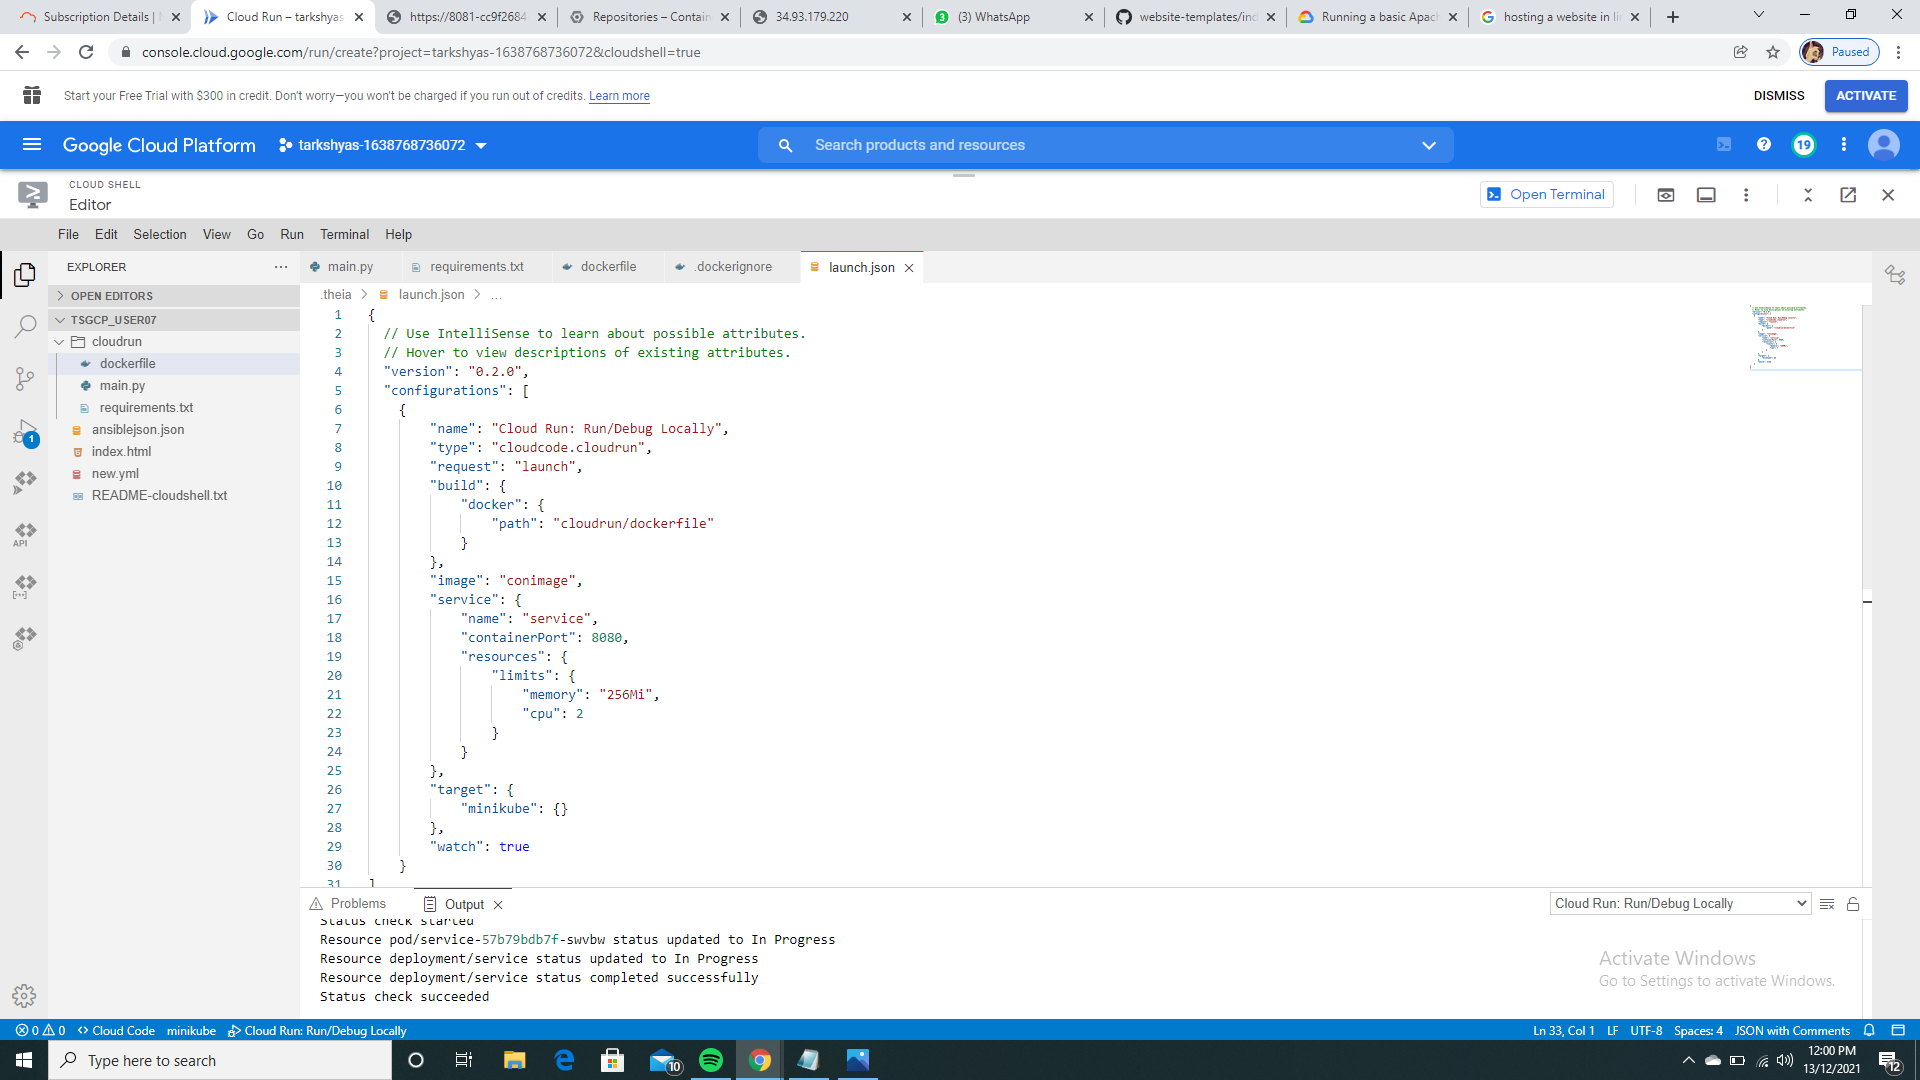 Subscription Details | M
Cloud Run – tarkshyas
https://8081-cc9f2684
Repositories – Contain
34.93.179.220
(3) WhatsApp
website-templates/ind
Running a basic Apac
hosting a website in li
console.cloud.google.com/run/create?project=tarkshyas-1638768736072&cloudshell=true
Paused
Start your Free Trial with $300 in credit. Don't worry—you won't be charged if you run out of credits. Learn more
DISMISS
ACTIVATE
Google Cloud Platform
tarkshyas-1638768736072
Search products and resources
19
CLOUD SHELL
Editor
Open Terminal
File Edit Selection View Go Run Terminal Help
EXPLORER
main.py
requirements.txt
dockerfile
.dockerignore
launch.json
OPEN EDITORS
TSGCP_USER07
cloudrun
dockerfile
main.py
requirements.txt
ansiblejson.json
index.html
new.yml
README-cloudshell.txt
1
API
.theia > launch.json > ...
1 {
2 // Use IntelliSense to learn about possible attributes.
3 // Hover to view descriptions of existing attributes.
4 "version": "0.2.0",
5 "configurations": [
6 {
7 "name": "Cloud Run: Run/Debug Locally",
8 "type": "cloudcode.cloudrun",
9 "request": "launch",
10 "build": {
11 "docker": {
12 "path": "cloudrun/dockerfile"
13 }
14 },
15 "image": "conimage",
16 "service": {
17 "name": "service",
18 "containerPort": 8080,
19 "resources": {
20 "limits": {
21 "memory": "256Mi",
22 "cpu": 2
23 }
24 }
25 },
26 "target": {
27 "minikube": {}
28 },
29 "watch": true
30 }
31 ]
Problems
Output
Cloud Run: Run/Debug Locally
Status check started
Resource pod/service-57b79bdb7f-swvbw status updated to In Progress
Resource deployment/service status updated to In Progress
Resource deployment/service status completed successfully
Status check succeeded
Activate Windows
Go to Settings to activate Windows.
0 0 Cloud Code minikube Cloud Run: Run/Debug Locally
Ln 33, Col 1 LF UTF-8 Spaces: 4 JSON with Comments
Type here to search
10
12:00 PM
13/12/2021
12